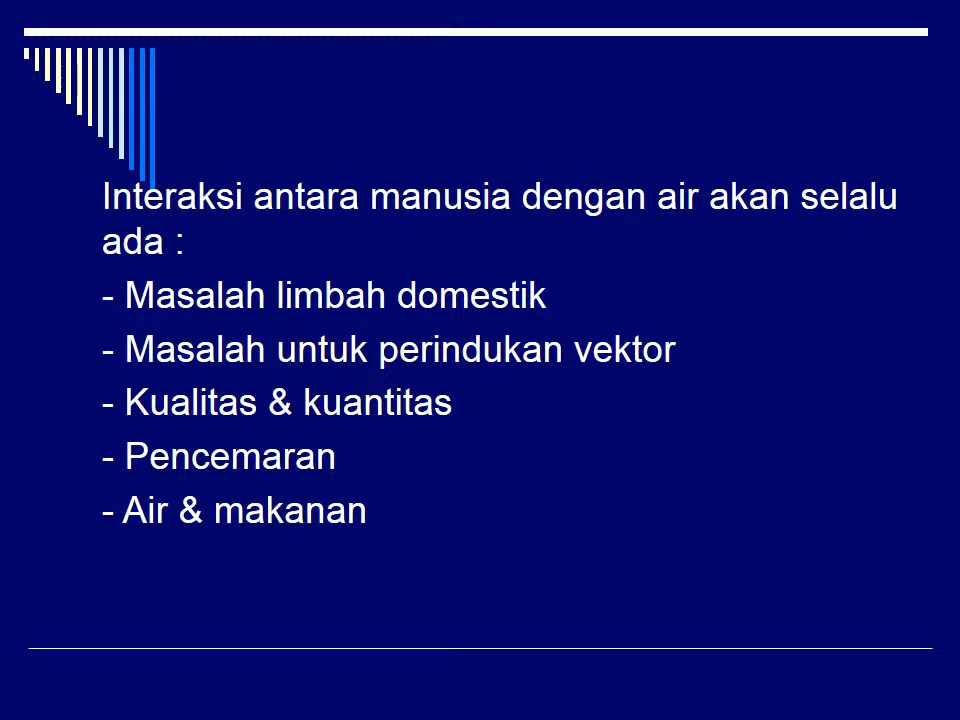 Interaksi antara manusia dengan air akan selalu
ada :
- Masalah limbah domestik
- Masalah untuk perindukan vektor
- Kualitas & kuantitas
- Pencemaran
- Air & makanan